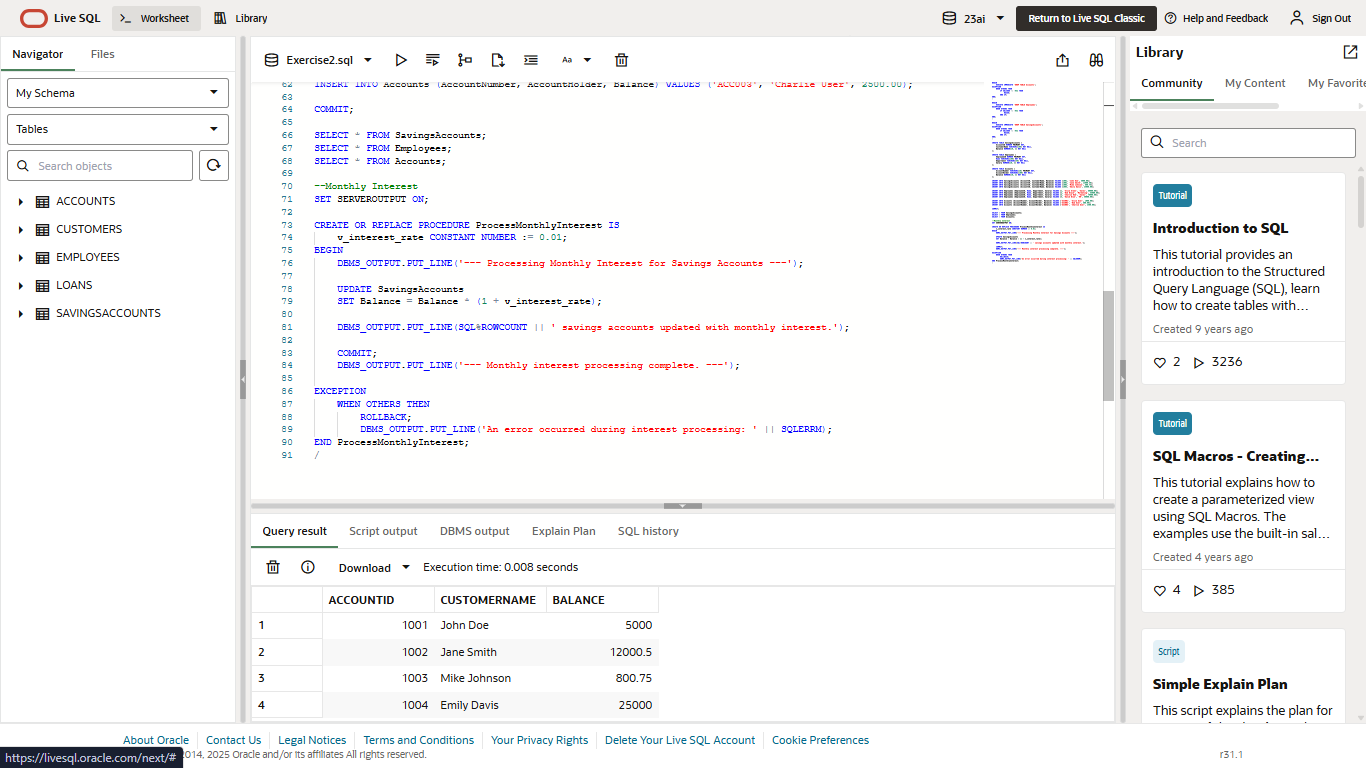 Live SQL
Worksheet
Library
23ai
Return to Live SQL Classic
Help and Feedback
Sign Out
Navigator
Files
My Schema
Tables
Search objects
ACCOUNTS
CUSTOMERS
EMPLOYEES
LOANS
SAVINGSACCOUNTS
Exercise2.sql
Aa
62 INSERT INTO Accounts (AccountNumber, AccountHolder, Balance) VALUES ('ACC003', 'Charlie User', 2500.00);
63
64 COMMIT;
65
66 SELECT * FROM SavingsAccounts;
67 SELECT * FROM Employees;
68 SELECT * FROM Accounts;
69
70 --Monthly Interest
71 SET SERVEROUTPUT ON;
72
73 CREATE OR REPLACE PROCEDURE ProcessMonthlyInterest IS
74 v_interest_rate CONSTANT NUMBER := 0.01;
75 BEGIN
76 DBMS_OUTPUT.PUT_LINE('--- Processing Monthly Interest for Savings Accounts ---');
77
78 UPDATE SavingsAccounts
79 SET Balance = Balance * (1 + v_interest_rate);
80
81 DBMS_OUTPUT.PUT_LINE(SQL%ROWCOUNT || ' savings accounts updated with monthly interest.');
82
83 COMMIT;
84 DBMS_OUTPUT.PUT_LINE('--- Monthly interest processing complete. ---');
85
86 EXCEPTION
87 WHEN OTHERS THEN
88 ROLLBACK;
89 DBMS_OUTPUT.PUT_LINE('An error occurred during interest processing: ' || SQLERRM);
90 END ProcessMonthlyInterest;
91 /
Query result
Script output
DBMS output
Explain Plan
SQL history
Download
Execution time: 0.008 seconds
ACCOUNTID CUSTOMERNAME BALANCE
1 1001 John Doe 5000
2 1002 Jane Smith 12000.5
3 1003 Mike Johnson 800.75
4 1004 Emily Davis 25000
Library
Community
My Content
My Favorite
Search
Tutorial
Introduction to SQL
This tutorial provides an
introduction to the Structured
Query Language (SQL), learn
how to create tables with...
Created 9 years ago
2 3236
Tutorial
SQL Macros - Creating...
This tutorial explains how to
create a parameterized view
using SQL Macros. The
examples use the built-in sal...
Created 4 years ago
4 385
Script
Simple Explain Plan
This script explains the plan for
About Oracle
Contact Us
Legal Notices
Terms and Conditions
Your Privacy Rights
Delete Your Live SQL Account
Cookie Preferences
https://livesql.oracle.com/next/#
2014, 2025 Oracle and/or its affiliates All rights reserved.
r31.1